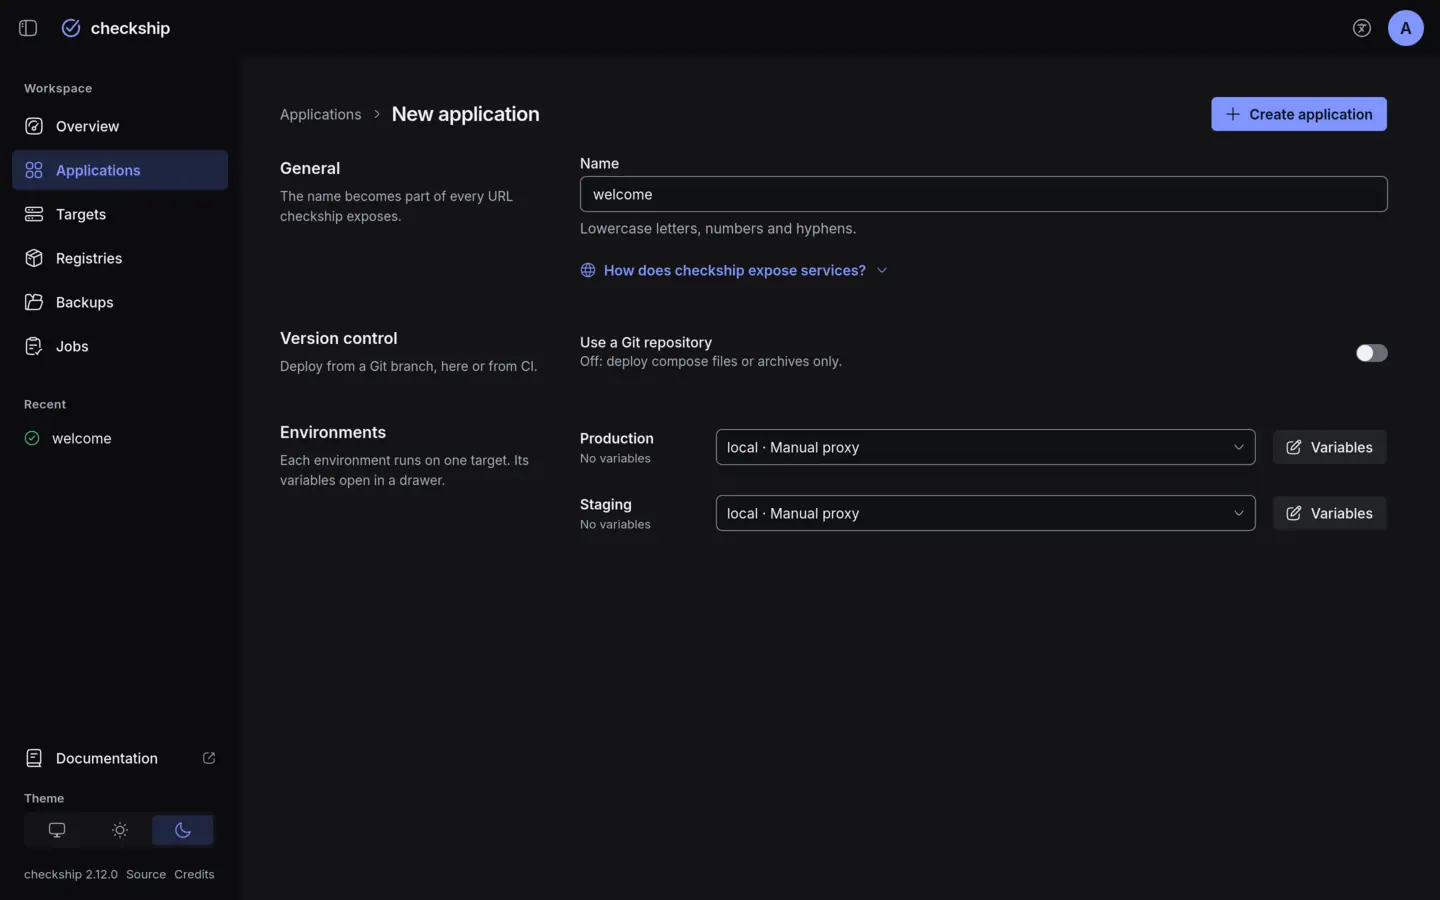 checkship
A
Workspace
Overview
Applications
Targets
Registries
Backups
Jobs
Recent
welcome
Documentation
Theme
checkship 2.12.0 Source Credits
Applications > New application
Create application
General
The name becomes part of every URL
checkship exposes.
Name
welcome
Lowercase letters, numbers and hyphens.
How does checkship expose services?
Version control
Deploy from a Git branch, here or from CI.
Use a Git repository
Off: deploy compose files or archives only.
Environments
Each environment runs on one target. Its
variables open in a drawer.
Production
No variables
local · Manual proxy
Variables
Staging
No variables
local · Manual proxy
Variables